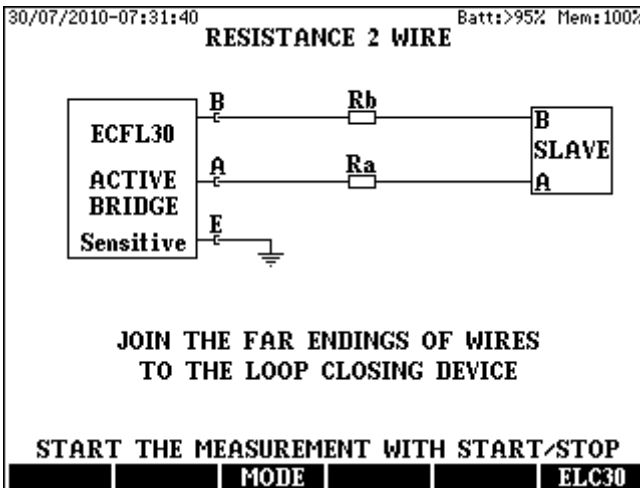 30/07/2010-07:31:40 Batt:>95% Mem:100%
RESISTANCE 2 WIRE
B Rb
ECFL30 B
SLAVE
A Ra
ACTIVE A
BRIDGE
E
Sensitive
JOIN THE FAR ENDINGS OF WIRES
TO THE LOOP CLOSING DEVICE
START THE MEASUREMENT WITH START/STOP
MODE ELC30